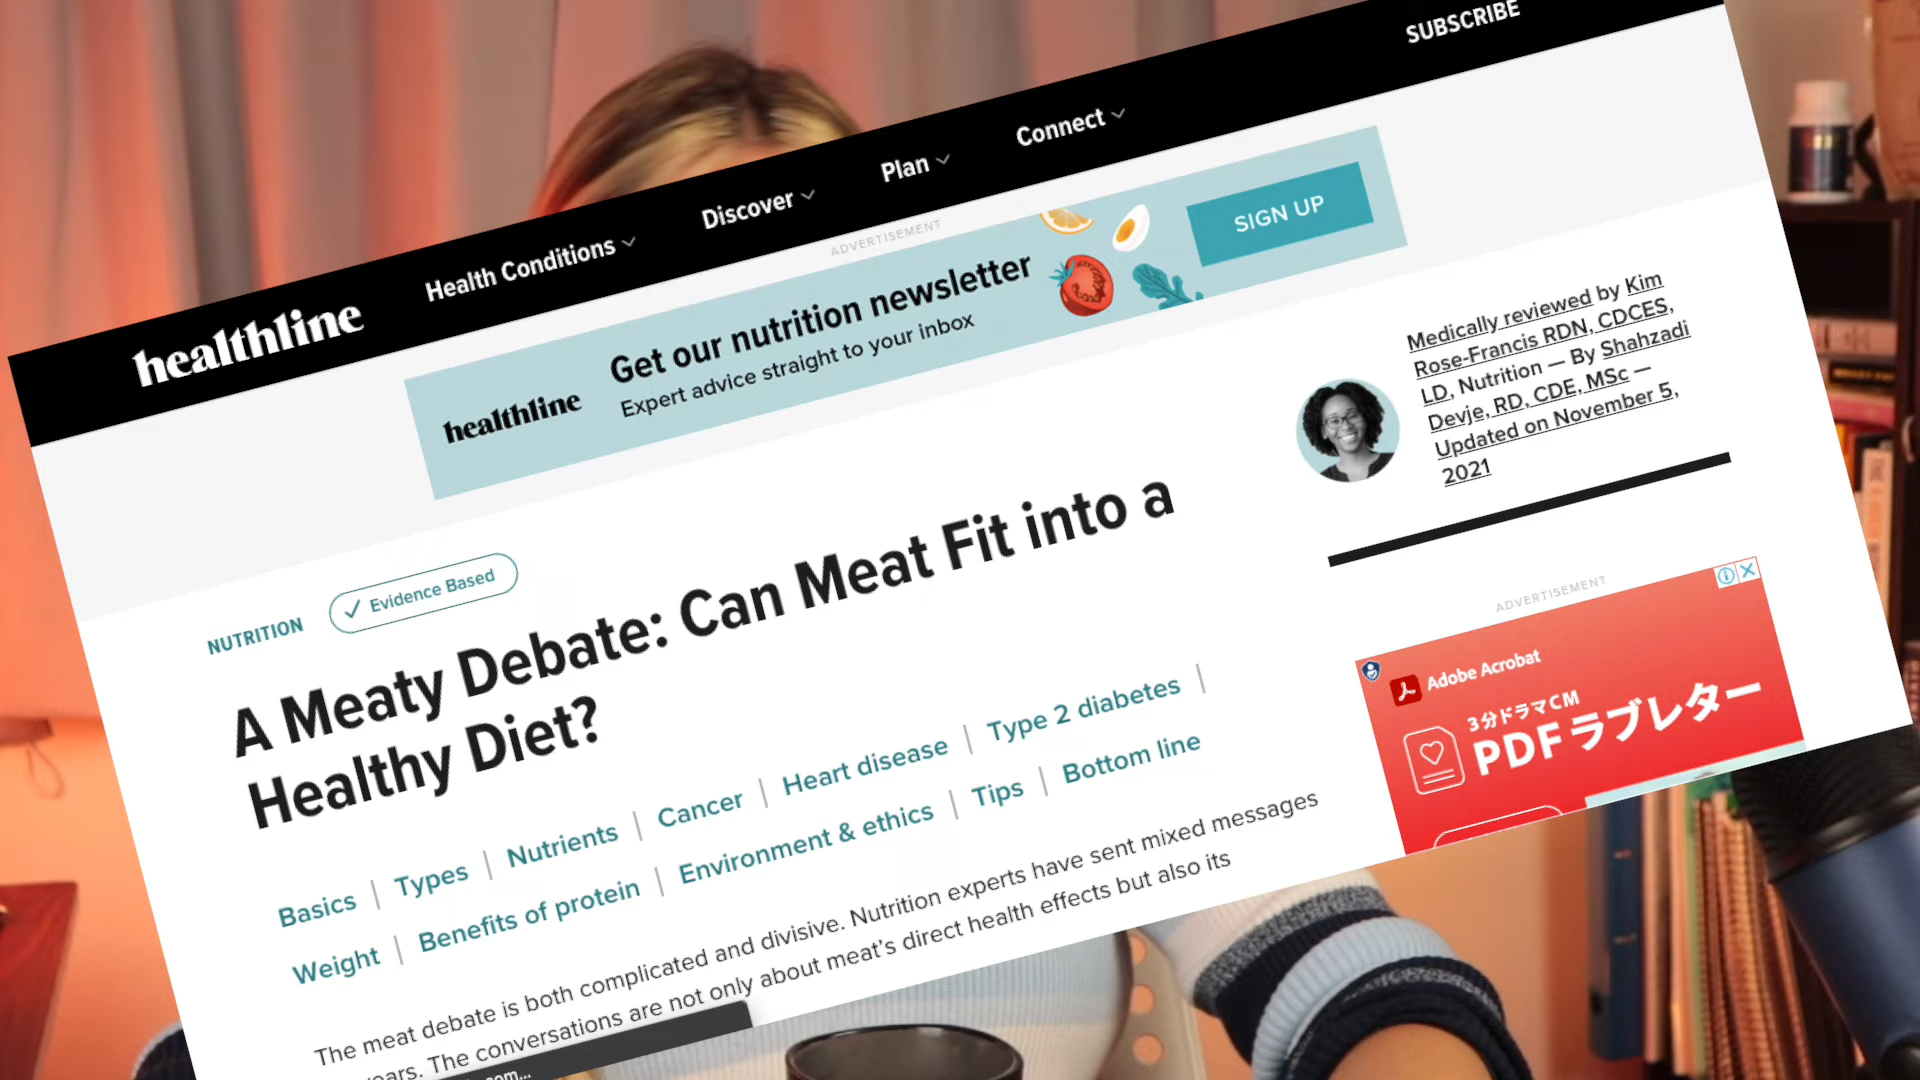 SUBSCRIBE
healthline
Health Conditions
Discover
Plan
Connect
ADVERTISEMENT
healthline
Get our nutrition newsletter
Expert advice straight to your inbox
SIGN UP
NUTRITION
Evidence Based
A Meaty Debate: Can Meat Fit into a
Healthy Diet?
Medically reviewed by Kim
Rose-Francis RDN, CDCES,
LD, Nutrition — By Shahzadi
Devje, RD, CDE, MSc —
Updated on November 5,
2021
Basics | Types | Nutrients | Cancer | Heart disease | Type 2 diabetes |
Weight | Benefits of protein | Environment & ethics | Tips | Bottom line
The meat debate is both complicated and divisive. Nutrition experts have sent mixed messages
The conversations are not only about meat's direct health effects but also its
ADVERTISEMENT
Adobe Acrobat
3分ドラマCM
PDFラブレター